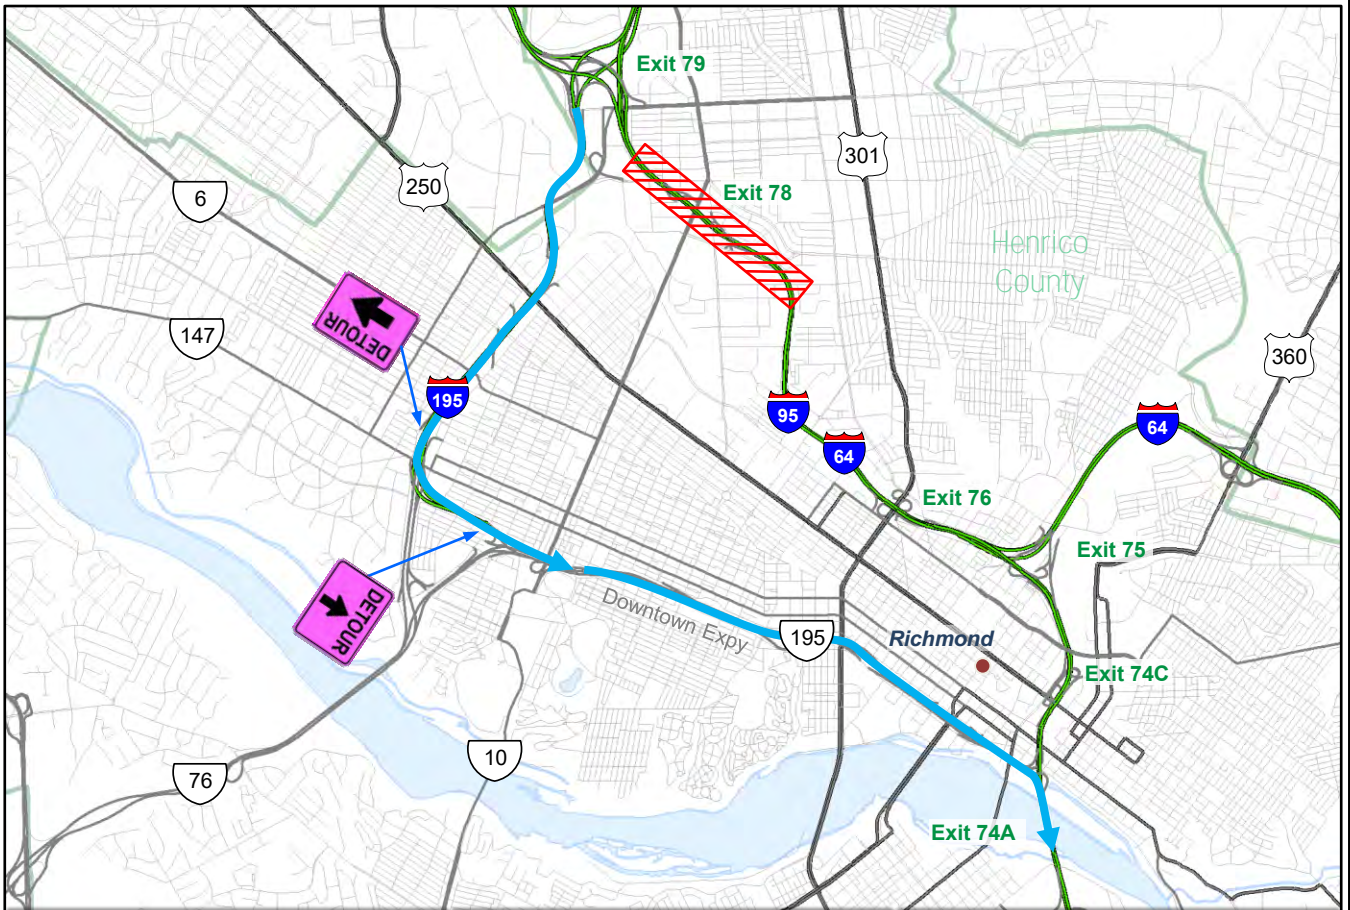 Exit 79
301
250
6
Exit 78
Henrico
County
DETOUR
147
360
195
95
64
64
Exit 76
Exit 75
DETOUR
Downtown Expy
195
Richmond
Exit 74C
10
76
Exit 74A